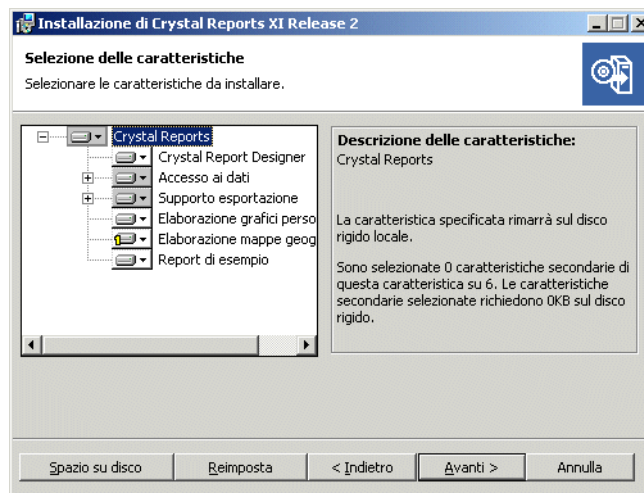 Installazione di Crystal Reports XI Release 2
Selezione delle caratteristiche
Selezionare le caratteristiche da installare.
Crystal Reports
Crystal Report Designer
Accesso ai dati
Supporto esportazione
Elaborazione grafici perso
Elaborazione mappe geog
Report di esempio
Descrizione delle caratteristiche:
Crystal Reports
La caratteristica specificata rimarrà sul disco
rigido locale.
Sono selezionate 0 caratteristiche secondarie di
questa caratteristica su 6. Le caratteristiche
secondarie selezionate richiedono 0KB sul disco
rigido.
Spazio su disco
Reimposta
< Indietro
Avanti >
Annulla